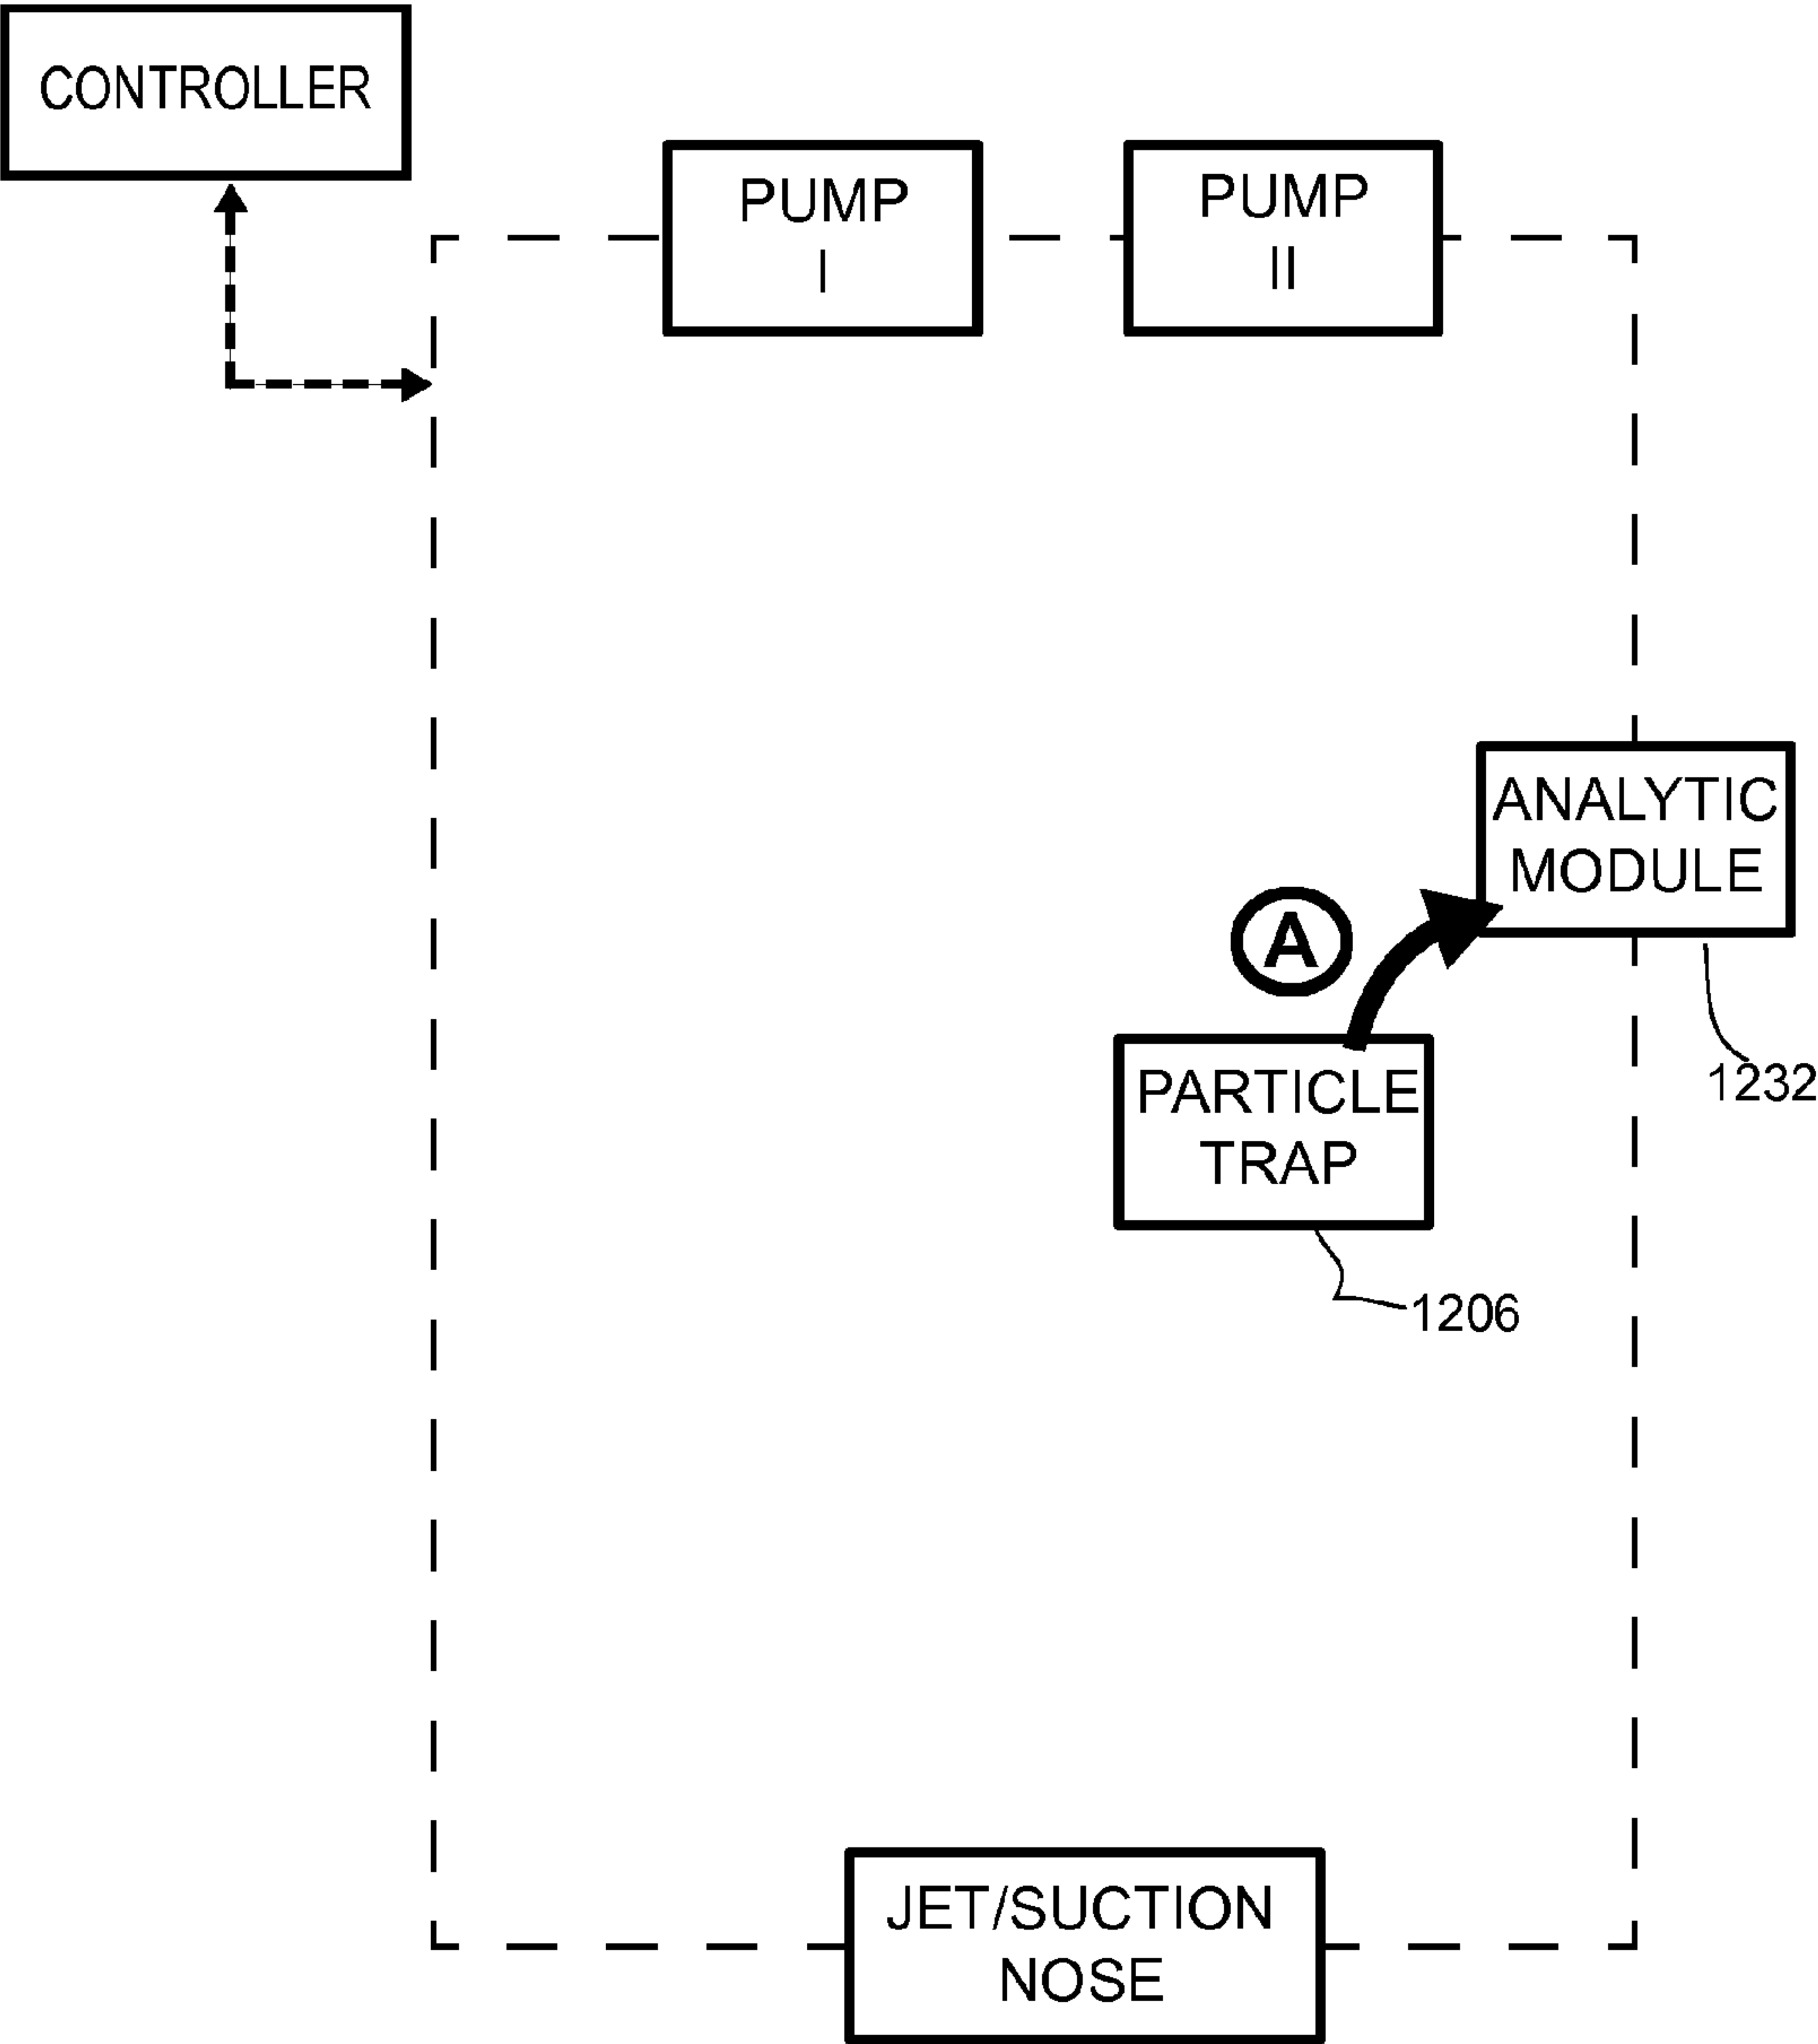 CONTROLLER
PUMP
I
PUMP
II
ANALYTIC
MODULE
A
1232
PARTICLE
TRAP
1206
JET/SUCTION
NOSE